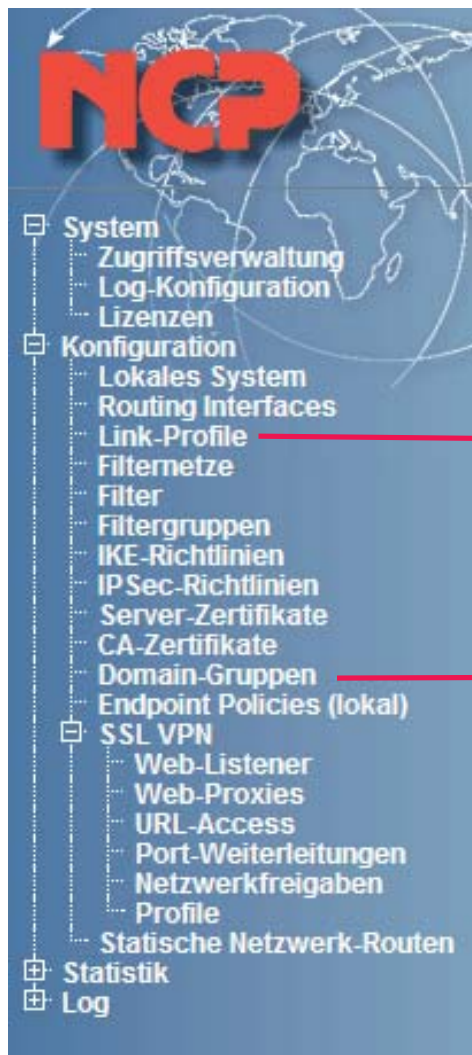 NCP
System
Zugriffsverwaltung
Log-Konfiguration
Lizenzen
Konfiguration
Lokales System
Routing Interfaces
Link-Profile
Filternetze
Filter
Filtergruppen
IKE-Richtlinien
IPSec-Richtlinien
Server-Zertifikate
CA-Zertifikate
Domain-Gruppen
Endpoint Policies (lokal)
SSL VPN
Web-Listener
Web-Proxies
URL-Access
Port-Weiterleitungen
Netzwerkfreigaben
Profile
Statische Netzwerk-Routen
Statistik
Log